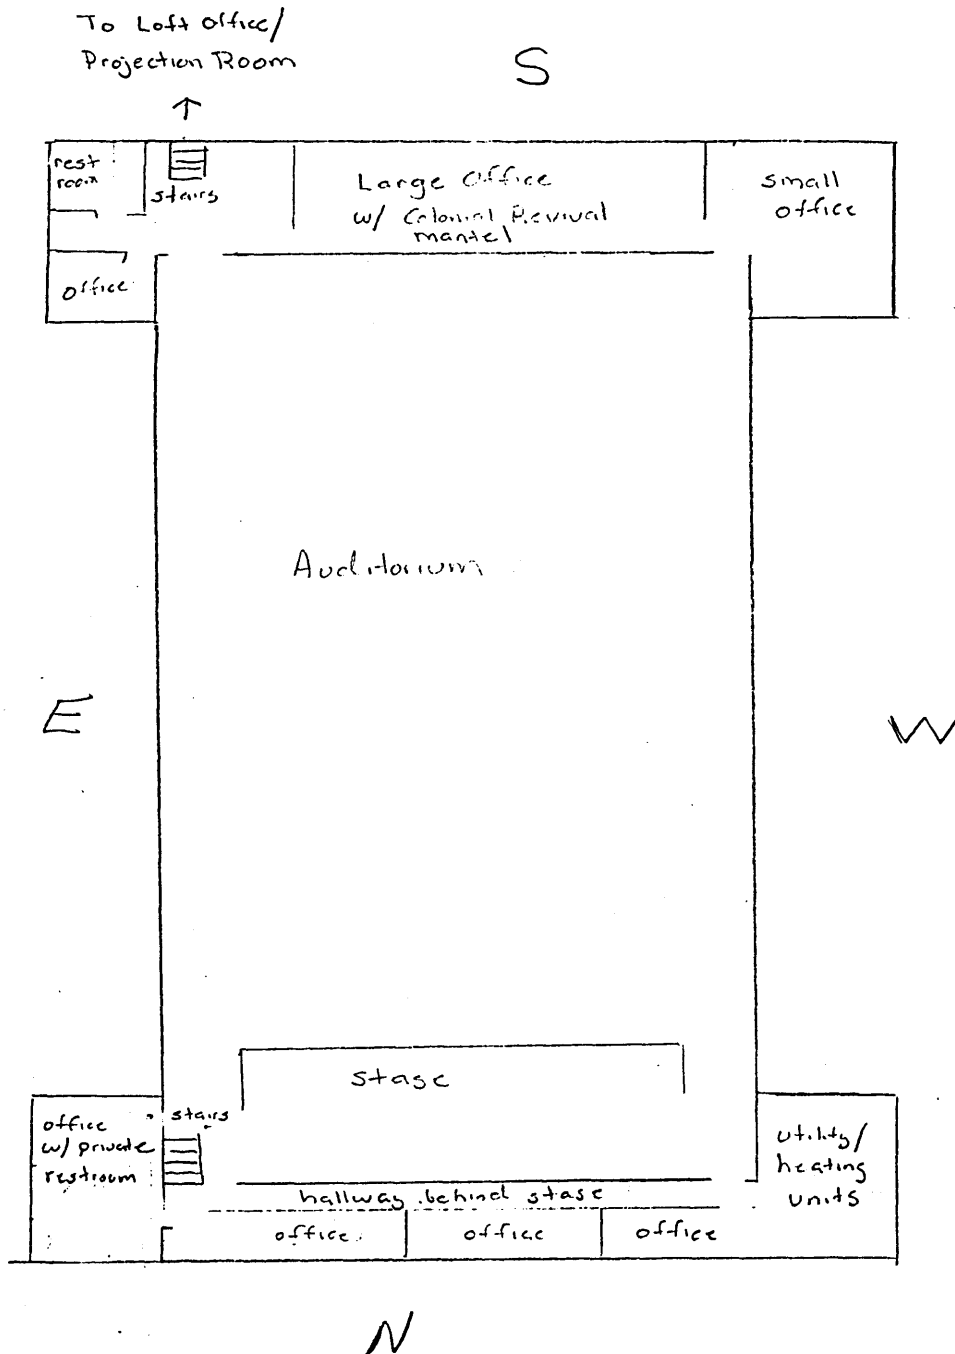 To Loft Office/
Projection Room
S
rest
room
stairs
Large Office
w/ Colonial Revival
mantel
small
office
office
Auditorium
E
W
stage
office
w/ private
restroom
stairs
utility/
heating
units
hallway behind stage
office
office
office
N